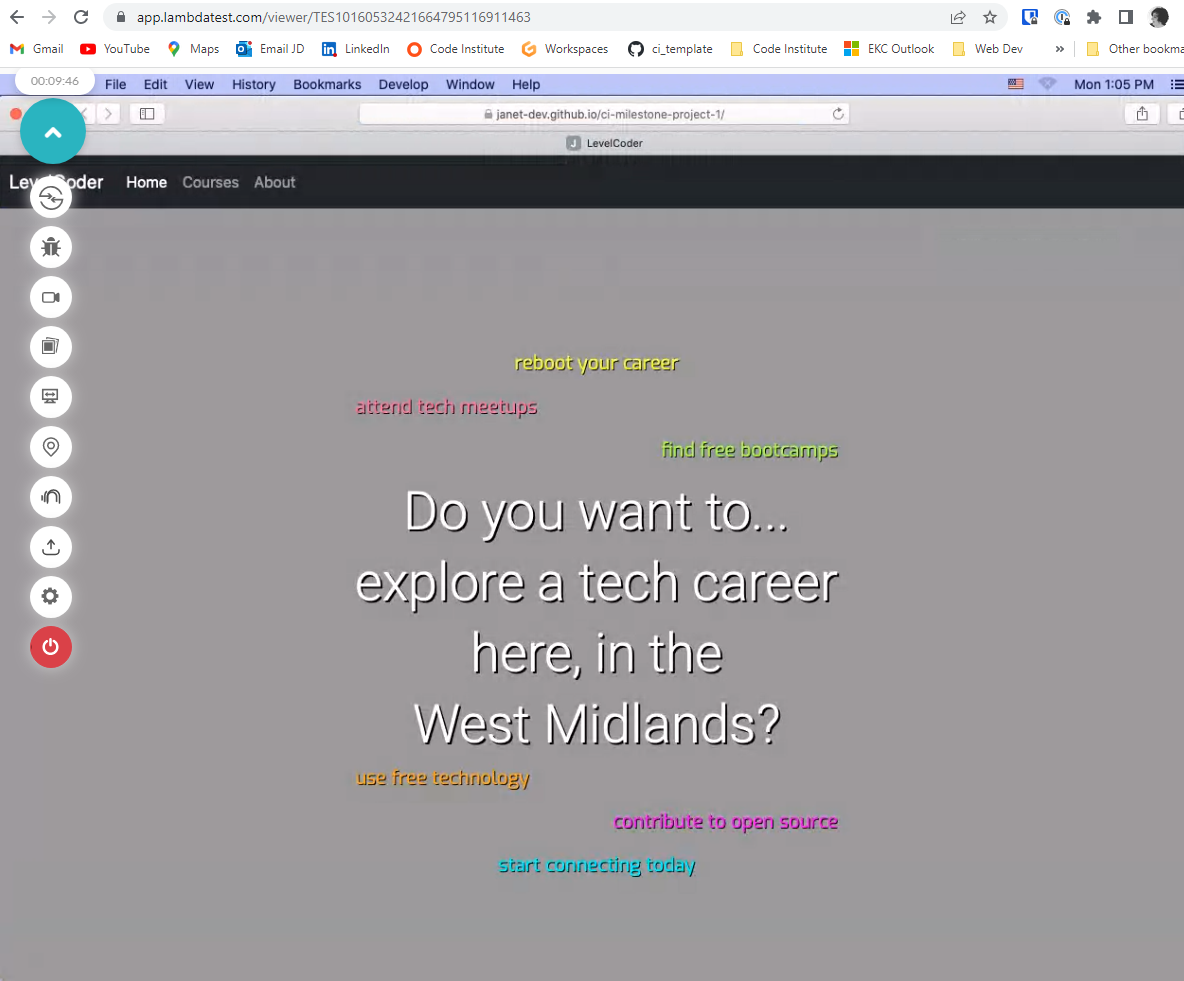 app.lambdatest.com/viewer/TES10160532421664795116911463
Gmail YouTube Maps Email JD LinkedIn Code Institute Workspaces ci_template Code Institute EKC Outlook Web Dev » Other bookma
00:09:46 File Edit View History Bookmarks Develop Window Help Mon 1:05 PM
janet-dev.github.io/ci-milestone-project-1/
J LevelCoder
Home Courses About
reboot your career
attend tech meetups
find free bootcamps
Do you want to...
explore a tech career
here, in the
West Midlands?
use free technology
contribute to open source
start connecting today